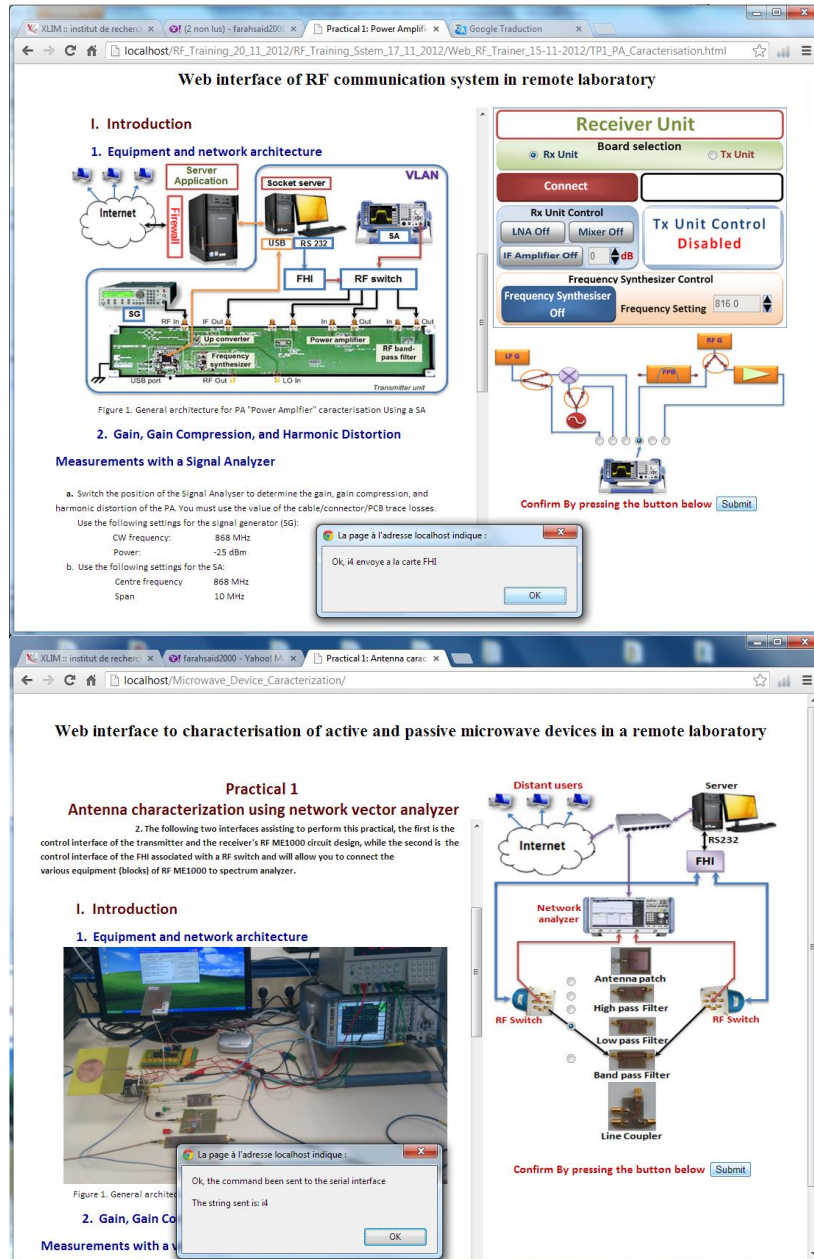 XLIM :: institut de recherc
(2 non lus) - farahsaid200
Practical 1: Power Amplifi
Google Traduction
localhost/RF_Training_20_11_2012/RF_Training_Sstem_17_11_2012/Web_RF_Trainer_15-11-2012/TP1_PA_Caracterisation.html
Web interface of RF communication system in remote laboratory
I. Introduction
1. Equipment and network architecture
Server
Application
Socket server
VLAN
Internet
Firewall
USB
RS 232
SA
FHI
RF switch
SG
RF In
IF Out
In
Out
In
Out
Up converter
Power amplifier
Frequency
synthesizer
RF band-
pass filter
USB port
RF Out
LO In
Transmitter unit
Figure 1. General architecture for PA "Power Amplfier" caracterisation Using a SA
2. Gain, Gain Compression, and Harmonic Distortion
Measurements with a Signal Analyzer
a. Switch the position of the Signal Analyser to determine the gain, gain compression, and
harmonic distortion of the PA. You must use the value of the cable/connector/PCB trace losses.
Use the following settings for the signal generator (SG):
CW frequency: 868 MHz
Power: -25 dBm
b. Use the following settings for the SA:
Centre frequency 868 MHz
Span 10 MHz
Receiver Unit
Board selection
Rx Unit
Tx Unit
Connect
Rx Unit Control
LNA Off
Mixer Off
IF Amplifier Off
0
dB
Tx Unit Control
Disabled
Frequency Synthesizer Control
Frequency Synthesiser
Off
Frequency Setting
816.0
LF G
RF G
FPB
Confirm By pressing the button below
Submit
La page à l'adresse localhost indique :
Ok, i4 envoye a la carte FHI
OK
XLIM :: institut de recherc
farahsaid2000 - Yahoo! M
Practical 1: Antenna carac
localhost/Microwave_Device_Caracterization/
Web interface to characterisation of active and passive microwave devices in a remote laboratory
Practical 1
Antenna characterization using network vector analyzer
2. The following two interfaces assisting to perform this practical, the first is the
control interface of the transmitter and the receiver's RF ME1000 circuit design, while the second is the
control interface of the FHI associated with a RF switch and will allow you to connect the
various equipment (blocks) of RF ME1000 to spectrum analyzer.
I. Introduction
1. Equipment and network architecture
Figure 1. General architec
2. Gain, Gain Co
Measurements with a v
Distant users
Server
Internet
RS232
FHI
Network
analyzer
Antenna patch
High pass Filter
RF Switch
RF Switch
Low pass Filter
Band pass Filter
Line Coupler
Confirm By pressing the button below
Submit
La page à l'adresse localhost indique :
Ok, the command been sent to the serial interface
The string sent is: i4
OK